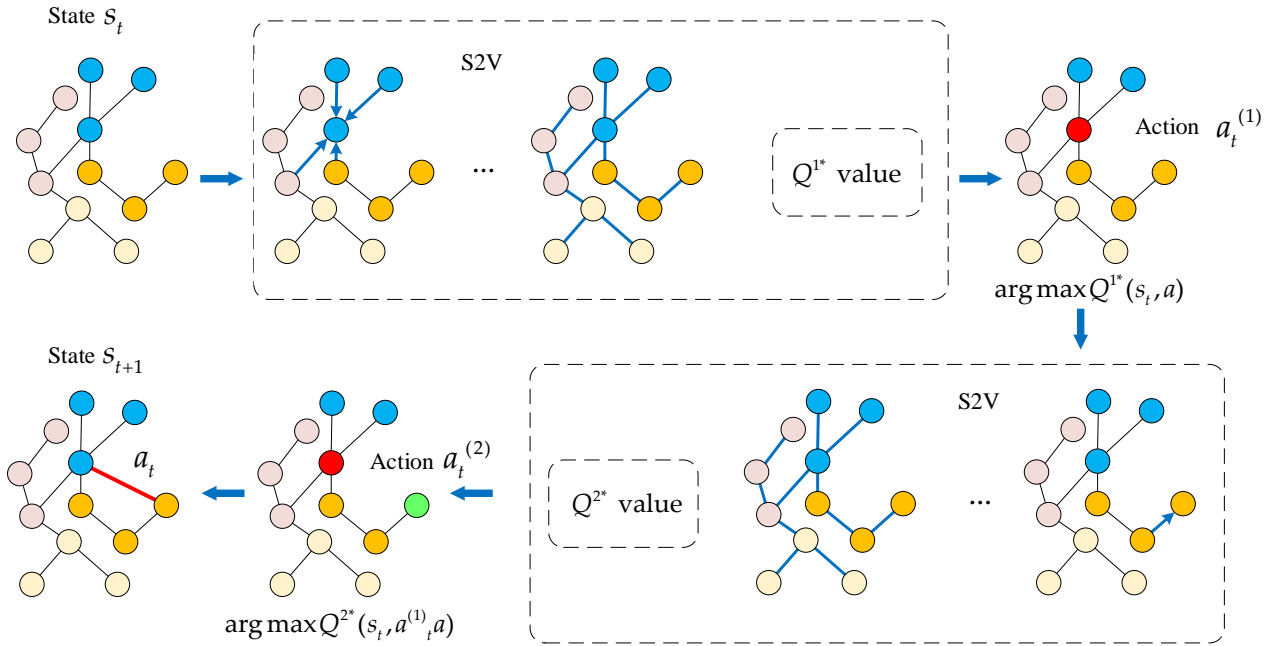 State s_t
S2V
...
Q^{1*} value
Action a_t^{(1)}
arg max Q^{1*}(s_t, a)
State s_{t+1}
a_t
Action a_t^{(2)}
arg max Q^{2*}(s_t, a^{(1)}_t a)
Q^{2*} value
S2V
...